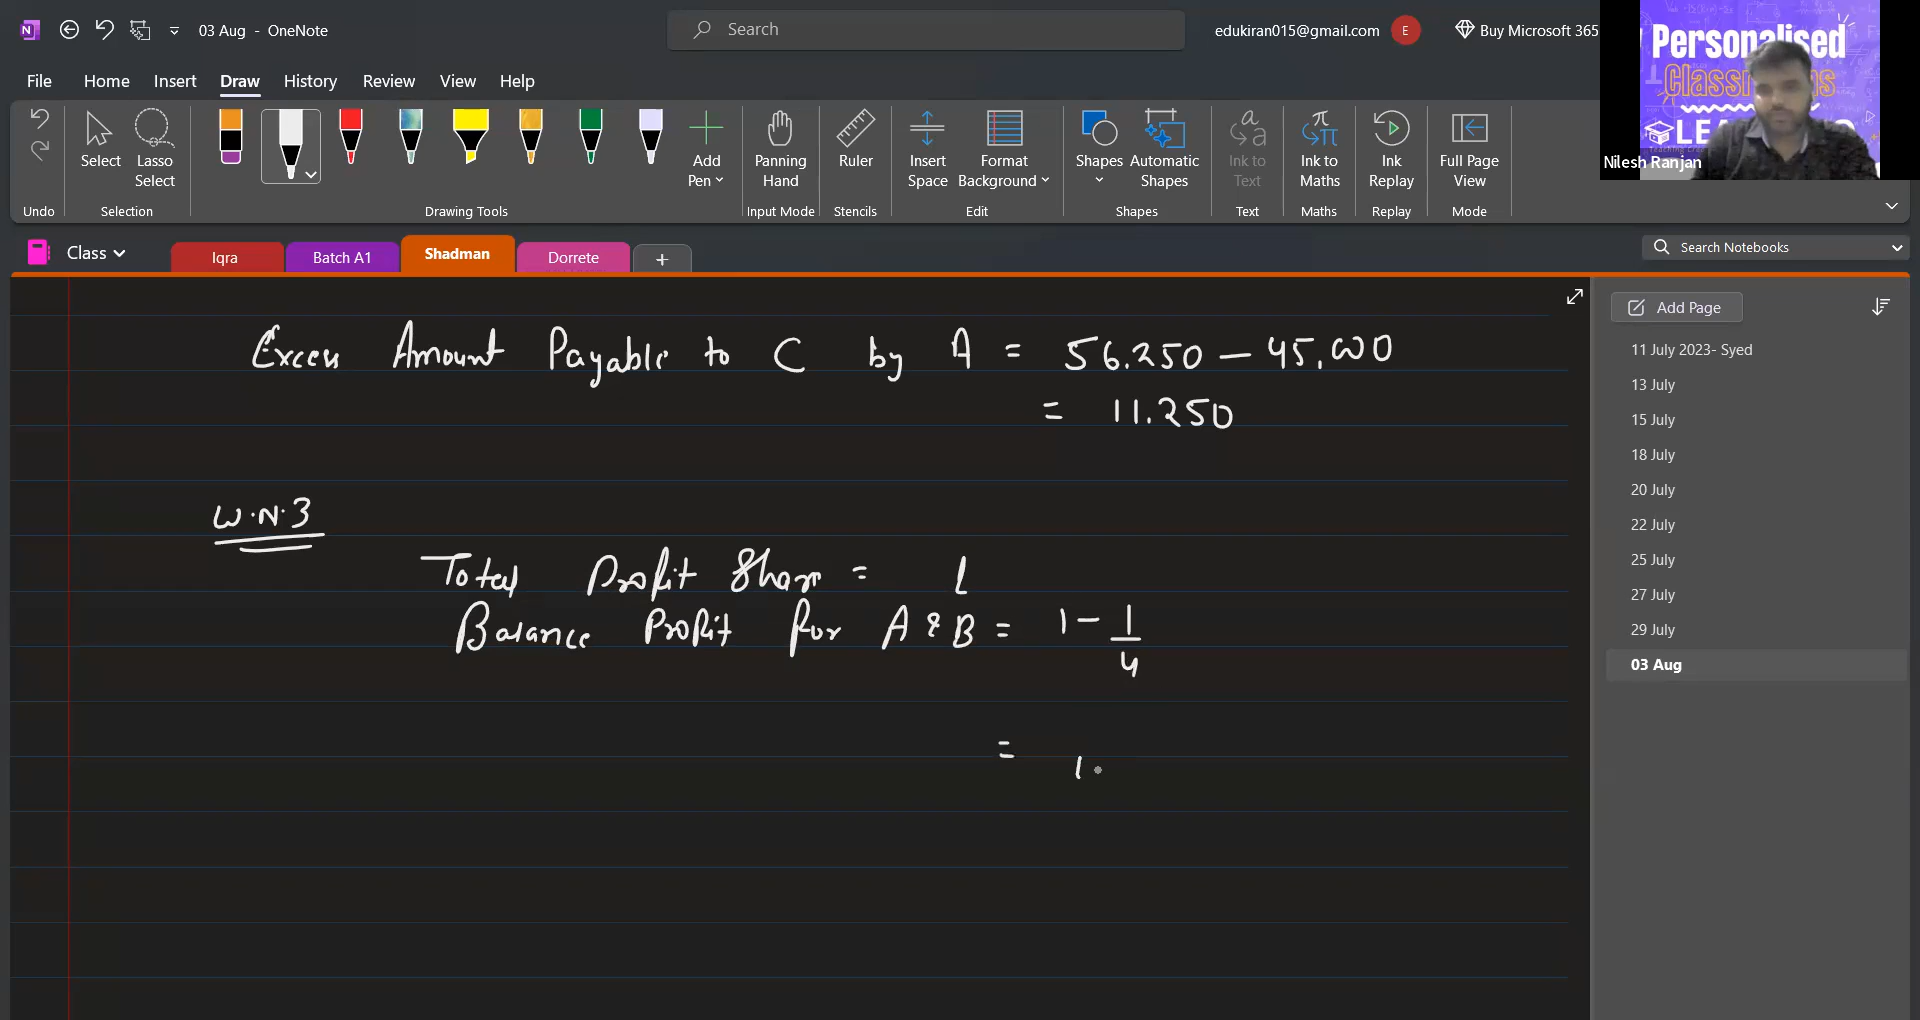 03 Aug - OneNote
Search
edukiran015@gmail.com
E
Buy Microsoft 365
Personalised
Nilesh Ranjan
File Home Insert Draw History Review View Help
Select
Lasso Select
Add Pen
Panning Hand
Ruler
Insert Space
Format Background
Shapes
Automatic Shapes
Ink to Text
Ink to Maths
Ink Replay
Full Page View
Undo Selection Drawing Tools Input Mode Stencils Edit Shapes Text Maths Replay Mode
Class
Iqra
Batch A1
Shadman
Dorrete
+
Search Notebooks
Add Page
11 July 2023- Syed
13 July
15 July
18 July
20 July
22 July
25 July
27 July
29 July
03 Aug
Excess Amount Payable to C by A = 56.250 – 45,000
= 11.250
W.N.3
Total Profit Share = 1
Balance Profit for A & B = 1 - 1/4
= 1